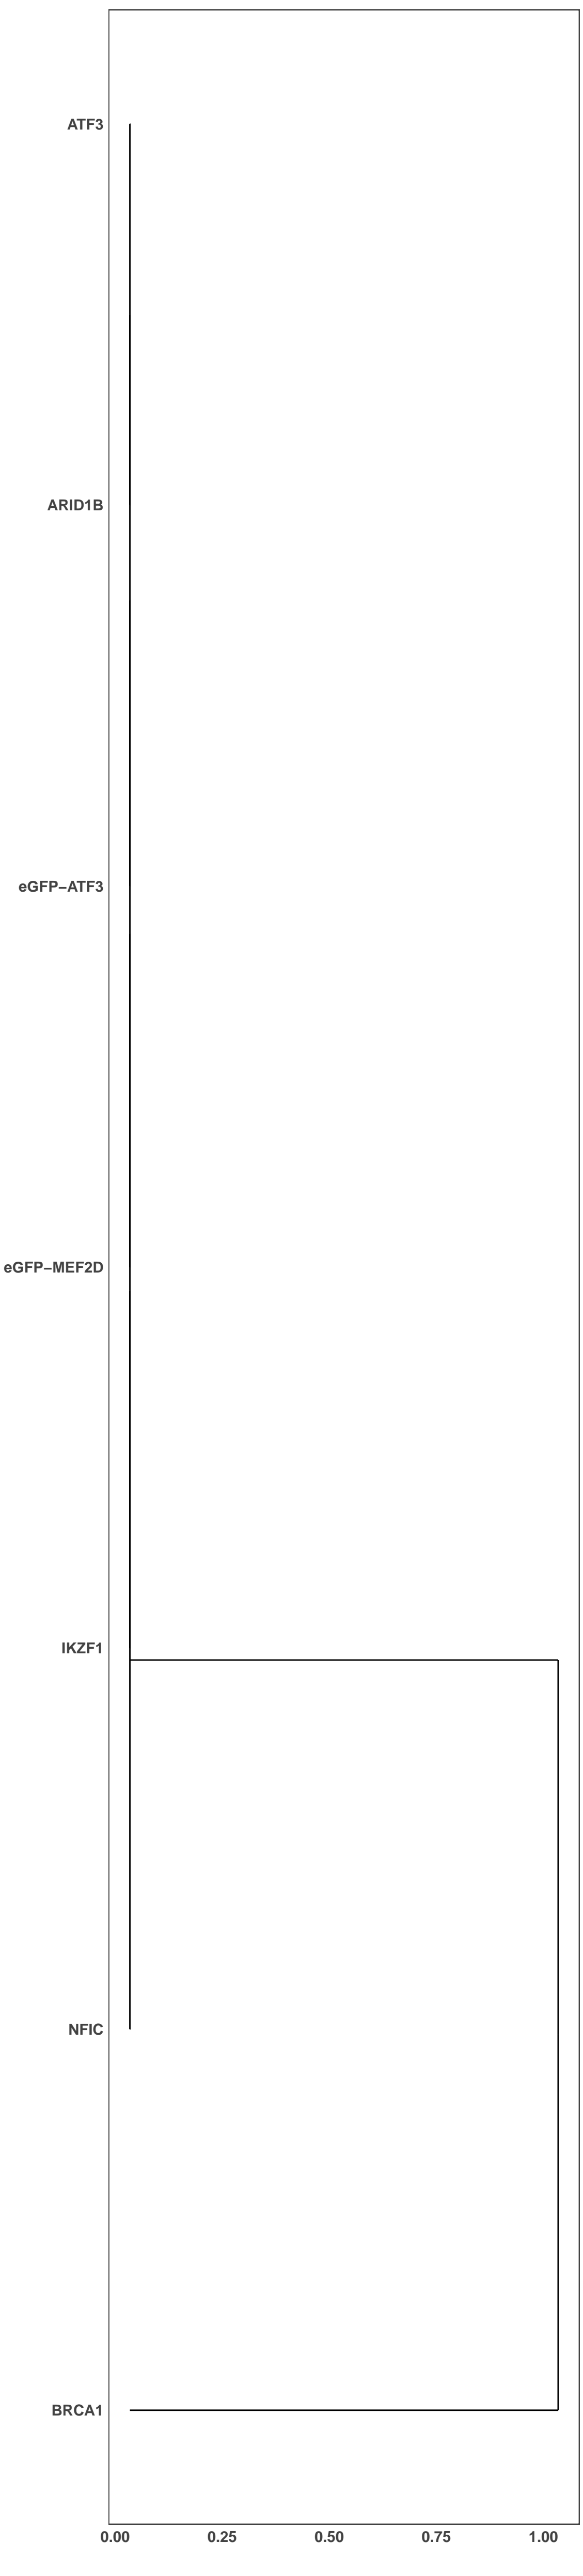 ATF3
ARID1B
eGFP−ATF3
eGFP−MEF2D
IKZF1
NFIC
BRCA1
0.00 0.25 0.50 0.75 1.00